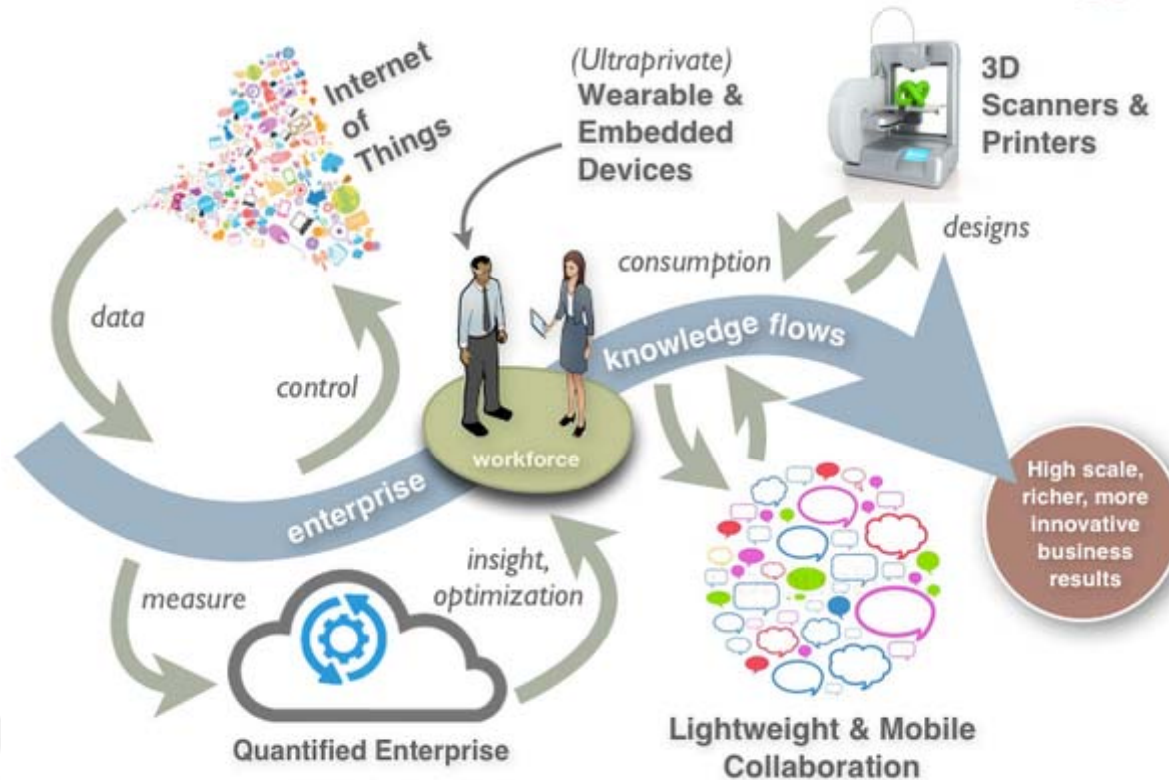 Internet
of
Things
(Ultraprivate)
Wearable &
Embedded
Devices
3D
Scanners &
Printers
data
control
consumption
designs
enterprise
workforce
knowledge flows
measure
insight,
optimization
High scale,
richer, more
innovative
business
results
Quantified Enterprise
Lightweight & Mobile
Collaboration